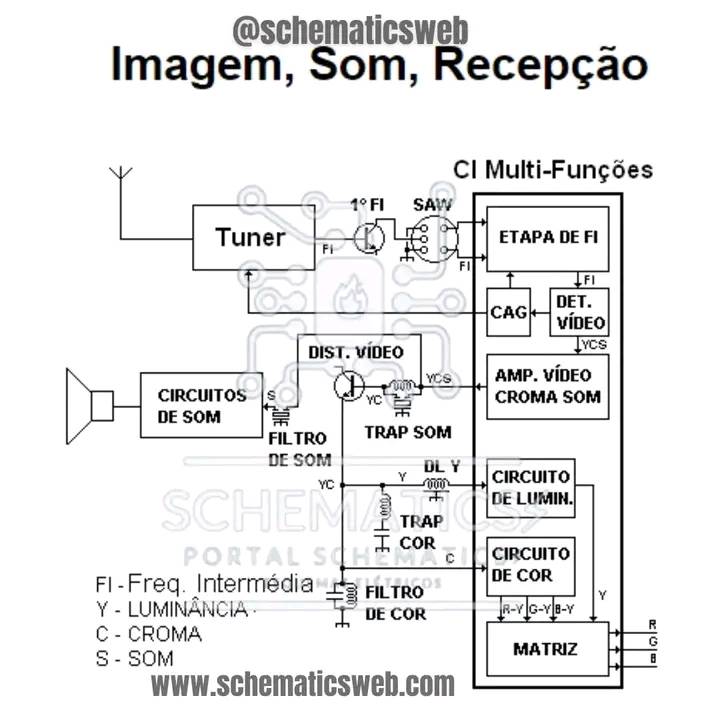 @schematicsweb
Imagem, Som, Recepção
CI Multi-Funções
1º FI
SAW
Tuner
FI
FI
ETAPA DE FI
FI
CAG
DET.
VÍDEO
YCS
DIST. VÍDEO
AMP. VÍDEO
CROMA SOM
YCS
YC
TRAP SOM
CIRCUITOS
DE SOM
S
FILTRO
DE SOM
YC
Y
DL Y
CIRCUITO
DE LUMIN.
TRAP
COR
C
CIRCUITO
DE COR
Y
R-Y G-Y B-Y
FILTRO
DE COR
MATRIZ
R
G
B
SCHEMATICS
PORTAL SCHEMATICS
FI - Freq. Intermédia
Y - LUMINÂNCIA
C - CROMA
S - SOM
www.schematicsweb.com